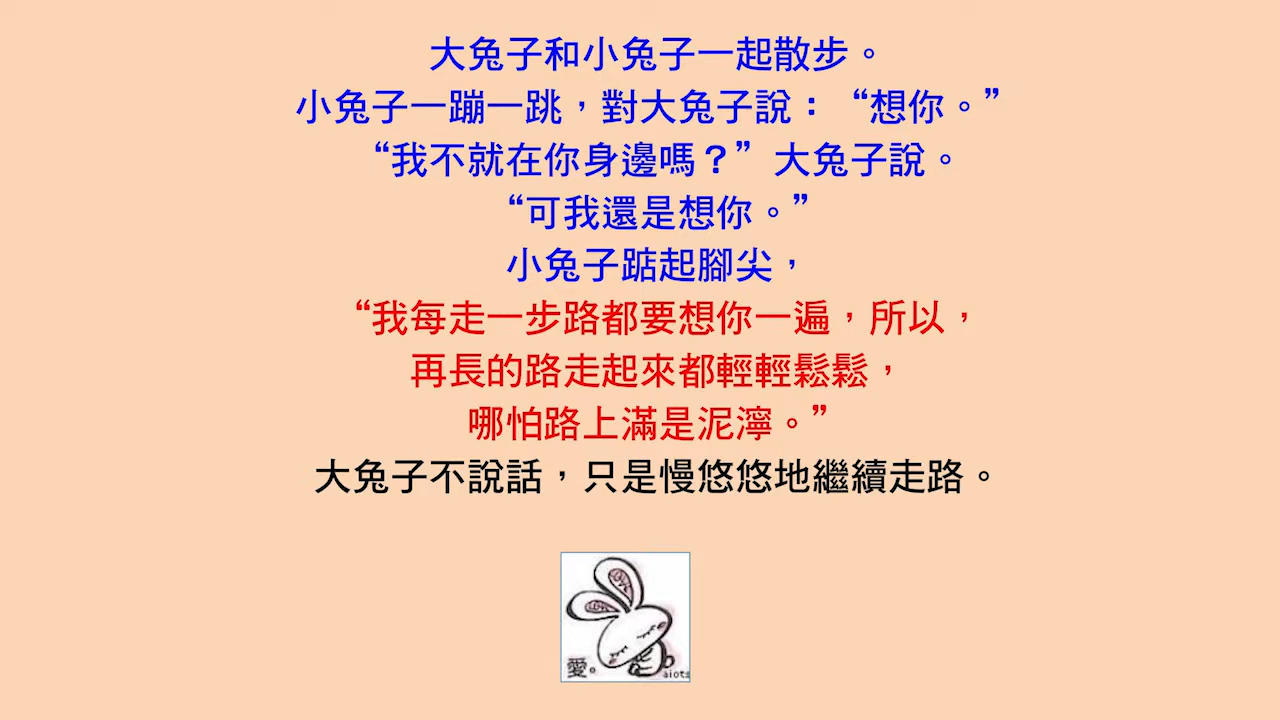 大兔子和小兔子一起散步。
小兔子一蹦一跳，對大兔子說：“想你。”
“我不就在你身邊嗎？”大兔子說。
“可我還是想你。”
小兔子踮起腳尖，
“我每走一步路都要想你一遍，所以，
再長的路走起來都輕輕鬆鬆，
哪怕路上滿是泥濘。”
大兔子不說話，只是慢悠悠地繼續走路。
愛。
aiots